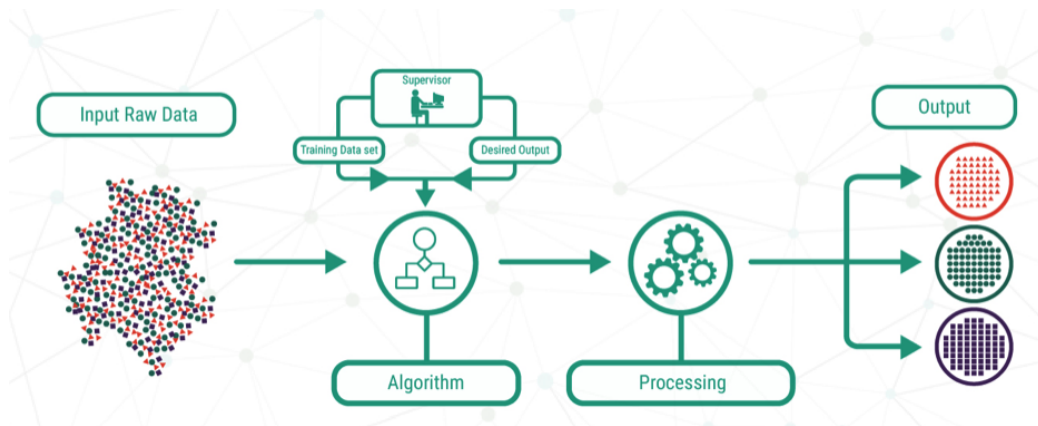 Input Raw Data
Supervisor
Training Data set
Desired Output
Algorithm
Processing
Output